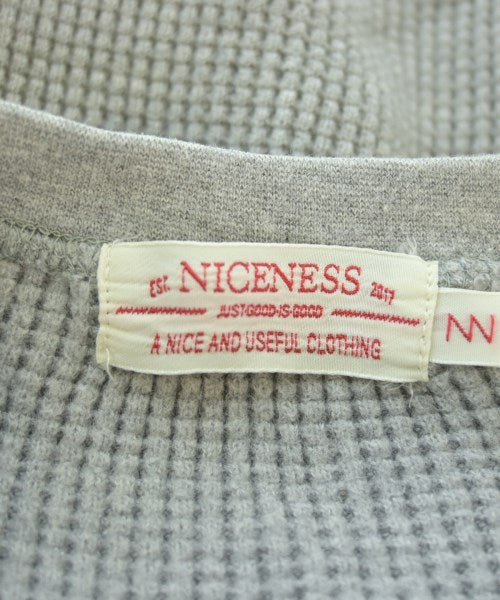 EST. NICENESS 2017
JUST·GOOD·IS·GOOD
A NICE AND USEFUL CLOTHING